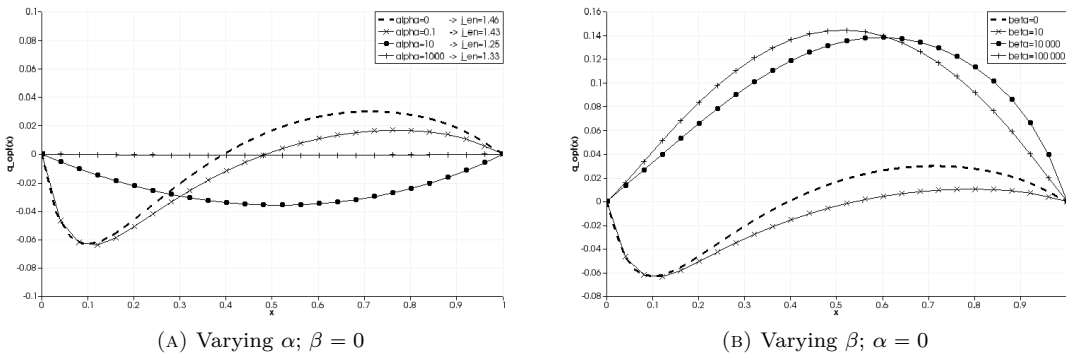 0.1
0.08
0.06
0.04
0.02
0
-0.02
-0.04
-0.06
-0.08
-0.1
q_opt(x)
0 0.1 0.2 0.3 0.4 0.5 0.6 0.7 0.8 0.9 1
x
alpha=0 -> j_en=1.46
alpha=0.1 -> j_en=1.43
alpha=10 -> j_en=1.25
alpha=1000 -> j_en=1.33
(A) Varying α; β = 0
0.16
0.14
0.12
0.1
0.08
0.06
0.04
0.02
0
-0.02
-0.04
-0.06
-0.08
q_opt(x)
0 0.1 0.2 0.3 0.4 0.5 0.6 0.7 0.8 0.9
x
beta=0
beta=10
beta=10 000
beta=100 000
(B) Varying β; α = 0